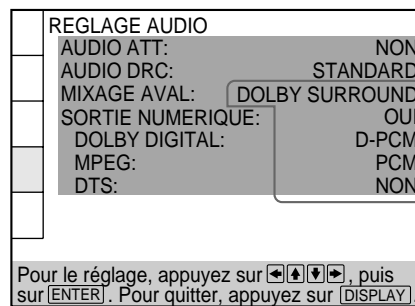 REGLAGE AUDIO
AUDIO ATT: NON
AUDIO DRC: STANDARD
MIXAGE AVAL: DOLBY SURROUND
SORTIE NUMERIQUE: OUI
DOLBY DIGITAL: D-PCM
MPEG: PCM
DTS: NON
Pour le réglage, appuyez sur ←↑↓→, puis
sur ENTER. Pour quitter, appuyez sur DISPLAY.